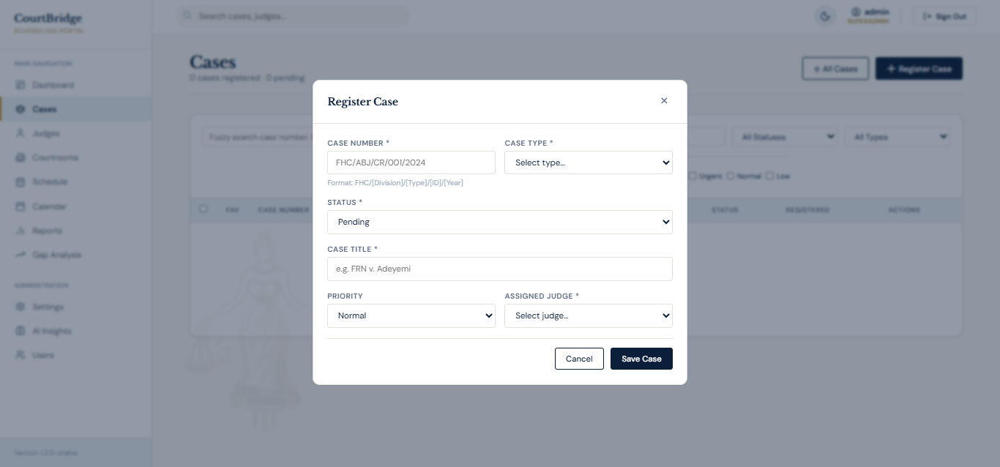 CourtBridge
SCHEDULING PORTAL
Search cases, judges...
admin
SUPERADMIN
Sign Out
MAIN NAVIGATION
Dashboard
Cases
Judges
Courtrooms
Schedule
Calendar
Reports
Gap Analysis
ADMINISTRATION
Settings
AI Insights
Users
Cases
0 cases registered · 0 pending
All Cases
+ Register Case
Fuzzy search case number,
All Statuses
All Types
Urgent
Normal
Low
FAV
CASE NUMBER
STATUS
REGISTERED
ACTIONS
Register Case
×
CASE NUMBER *
CASE TYPE *
FHC/ABJ/CR/001/2024
Select type...
Format: FHC/[Division]/[Type]/[ID]/[Year]
STATUS *
Pending
CASE TITLE *
e.g. FRN v. Adeyemi
PRIORITY
ASSIGNED JUDGE *
Normal
Select judge...
Cancel
Save Case